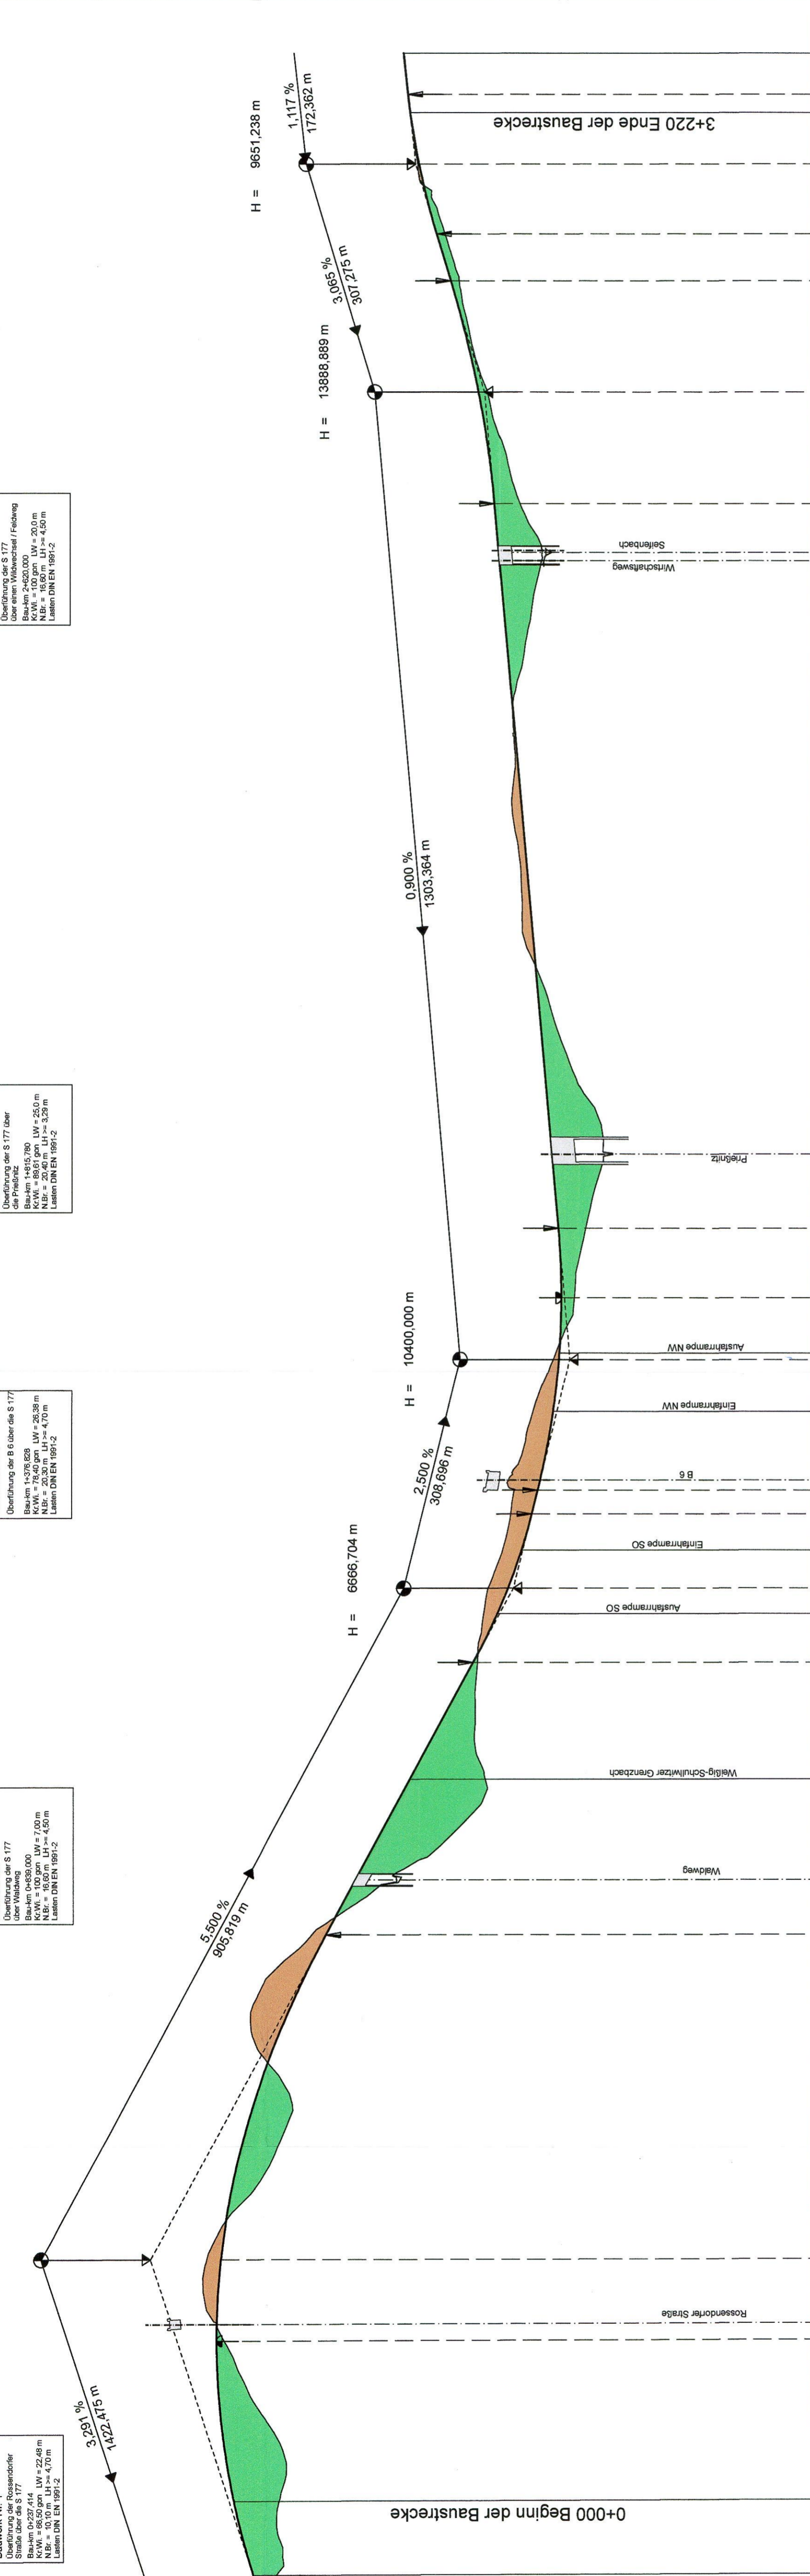 1,117 %
172,362 m
H = 9651,238 m
3+220 Ende der Baustrecke
3,065 %
307,275 m
H = 13888,889 m
Überführung der S 177
über einen Wildwechsel / Feldweg
Bau-km 2+620,000
Kr.Wi. = 100 gon LW = 20,0 m
N.Br. = 16,60 m LH >= 4,50 m
Lasten DIN EN 1991-2
Seifenbach
Wirtschaftsweg
0,900 %
1303,364 m
Überführung der S 177 über
die Prießnitz
Bau-km 1+815,780
Kr.Wi. = 89,61 gon LW = 25,0 m
N.Br. = 20,40 m LH >= 3,29 m
Lasten DIN EN 1991-2
Prießnitz
H = 10400,000 m
Ausfahrrampe NW
Einfahrrampe NW
2,500 %
308,696 m
Überführung der B 6 über die S 177
Bau-km 1+376,828
Kr.Wi. = 78,40 gon LW = 26,38 m
N.Br. = 20,30 m LH >= 4,70 m
Lasten DIN EN 1991-2
B 6
H = 6666,704 m
Einfahrrampe SO
Ausfahrrampe SO
Weißig-Schullwitzer Grenzbach
Überführung der S 177
über Waldweg
Bau-km 0+839,000
Kr.Wi. = 100 gon LW = 7,00 m
N.Br. = 16,60 m LH >= 4,50 m
Lasten DIN EN 1991-2
Waldweg
5,500 %
905,819 m
Rossendorfer Straße
3,291 %
1422,475 m
Überführung der Rossendorfer
Straße über die S 177
Bau-km 0+237,414
Kr.Wi. = 66,50 gon LW = 22,48 m
N.Br. = 10,10 m LH >= 4,70 m
Lasten DIN EN 1991-2
0+000 Beginn der Baustrecke